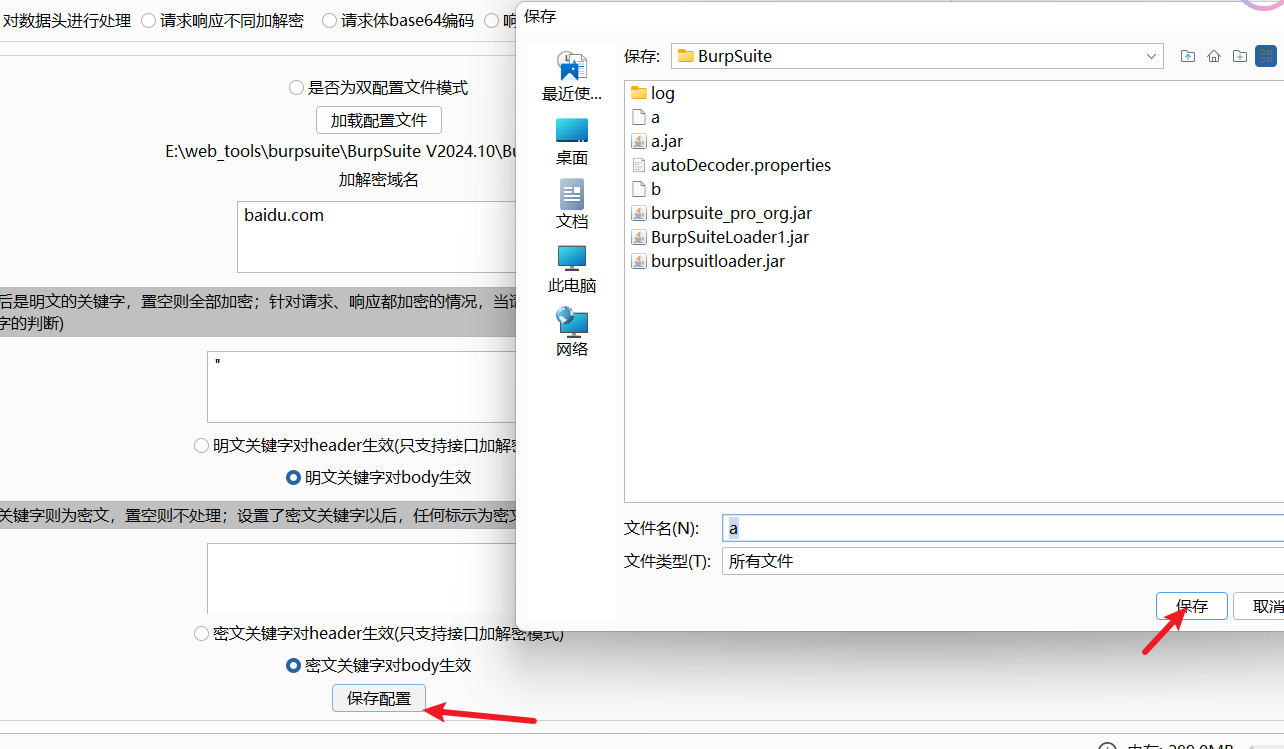 对数据头进行处理 请求响应不同加解密 请求体base64编码 响
是否为双配置文件模式
加载配置文件
E:\web_tools\burpsuite\BurpSuite V2024.10\Bu
加解密域名
baidu.com
后是明文的关键字，置空则全部加密；针对请求、响应都加密的情况，当请
字的判断)
"
明文关键字对header生效(只支持接口加解密
明文关键字对body生效
关键字则为密文，置空则不处理；设置了密文关键字以后，任何标示为密文
密文关键字对header生效(只支持接口加解密模式)
密文关键字对body生效
保存配置
保存
保存: BurpSuite
最近使...
桌面
文档
此电脑
网络
log
a
a.jar
autoDecoder.properties
b
burpsuite_pro_org.jar
BurpSuiteLoader1.jar
burpsuitloader.jar
文件名(N): a
文件类型(T): 所有文件
保存 取消
内存: 289.0MB